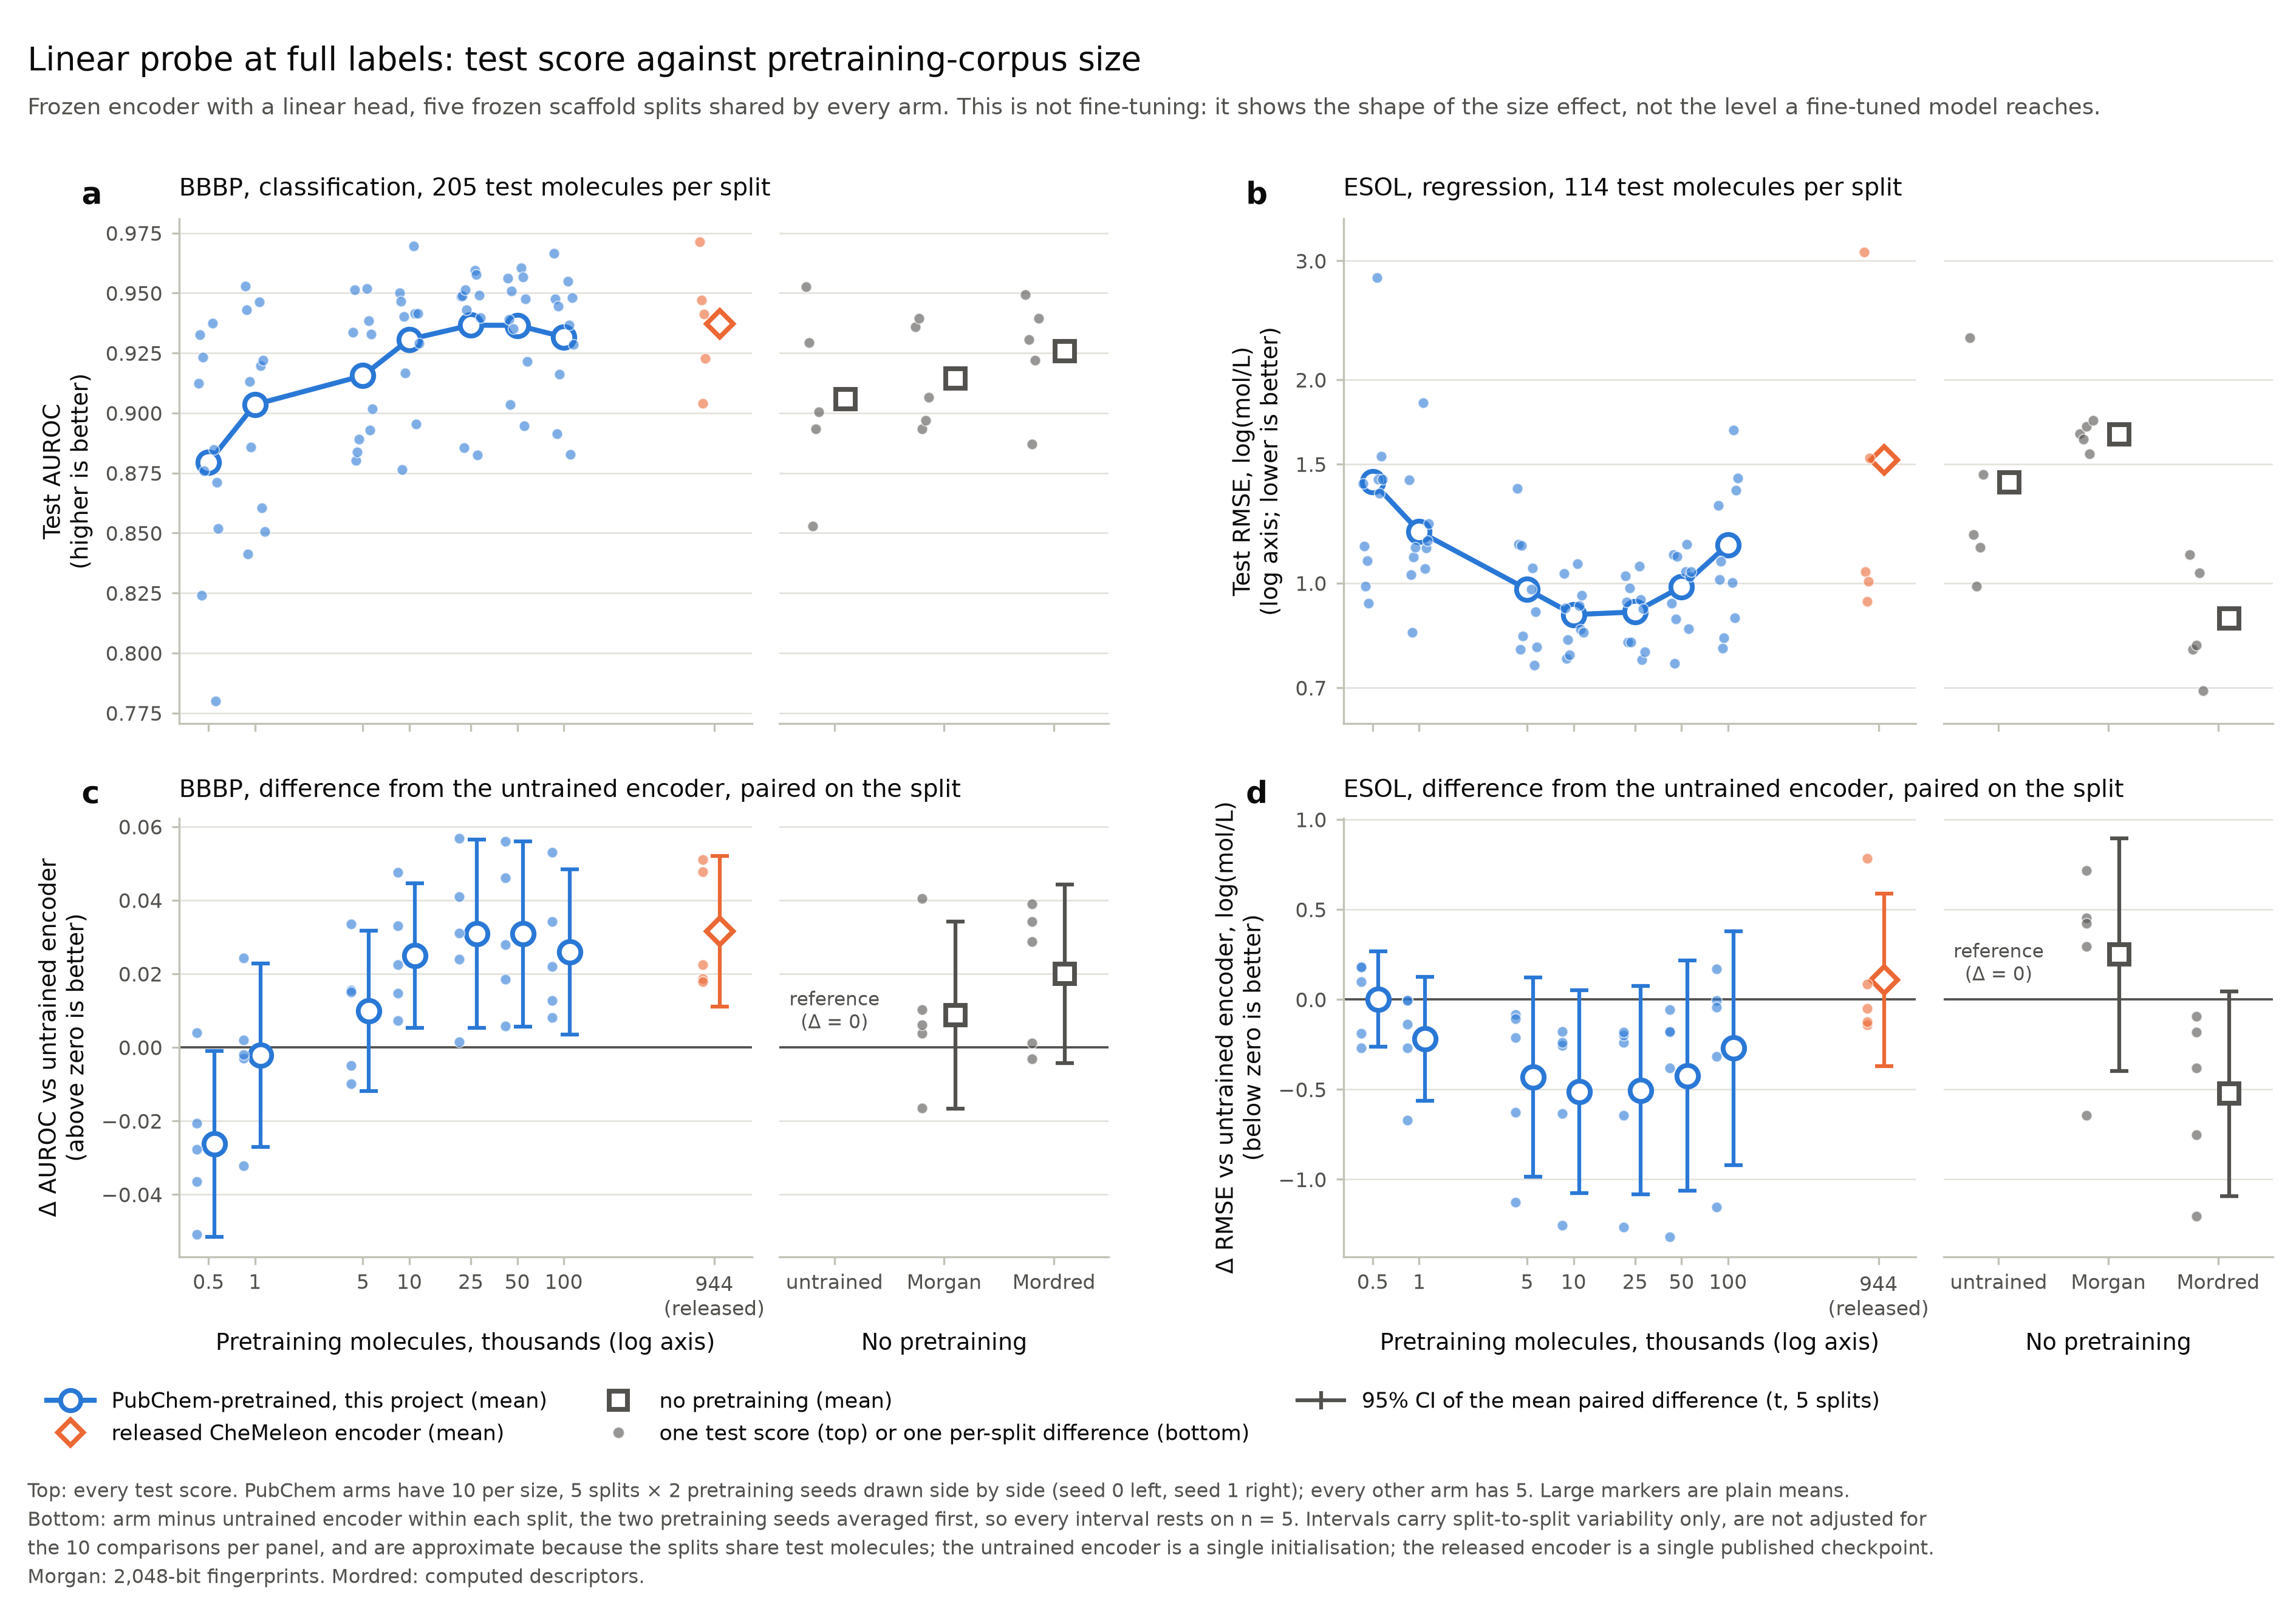 Linear probe at full labels: test score against pretraining-corpus size
Frozen encoder with a linear head, five frozen scaffold splits shared by every arm. This is not fine-tuning: it shows the shape of the size effect, not the level a fine-tuned model reaches.
a
BBBP, classification, 205 test molecules per split
Test AUROC
(higher is better)
0.975
0.950
0.925
0.900
0.875
0.850
0.825
0.800
0.775
b
ESOL, regression, 114 test molecules per split
Test RMSE, log(mol/L)
(log axis; lower is better)
3.0
2.0
1.5
1.0
0.7
c
BBBP, difference from the untrained encoder, paired on the split
Δ AUROC vs untrained encoder
(above zero is better)
0.06
0.04
0.02
0.00
−0.02
−0.04
reference
(Δ = 0)
0.5 1 5 10 25 50 100 944
(released)
untrained Morgan Mordred
Pretraining molecules, thousands (log axis)
No pretraining
d
ESOL, difference from the untrained encoder, paired on the split
Δ RMSE vs untrained encoder, log(mol/L)
(below zero is better)
1.0
0.5
0.0
−0.5
−1.0
reference
(Δ = 0)
0.5 1 5 10 25 50 100 944
(released)
untrained Morgan Mordred
Pretraining molecules, thousands (log axis)
No pretraining
PubChem-pretrained, this project (mean)
released CheMeleon encoder (mean)
no pretraining (mean)
one test score (top) or one per-split difference (bottom)
95% CI of the mean paired difference (t, 5 splits)
Top: every test score. PubChem arms have 10 per size, 5 splits × 2 pretraining seeds drawn side by side (seed 0 left, seed 1 right); every other arm has 5. Large markers are plain means.
Bottom: arm minus untrained encoder within each split, the two pretraining seeds averaged first, so every interval rests on n = 5. Intervals carry split-to-split variability only, are not adjusted for
the 10 comparisons per panel, and are approximate because the splits share test molecules; the untrained encoder is a single initialisation; the released encoder is a single published checkpoint.
Morgan: 2,048-bit fingerprints. Mordred: computed descriptors.